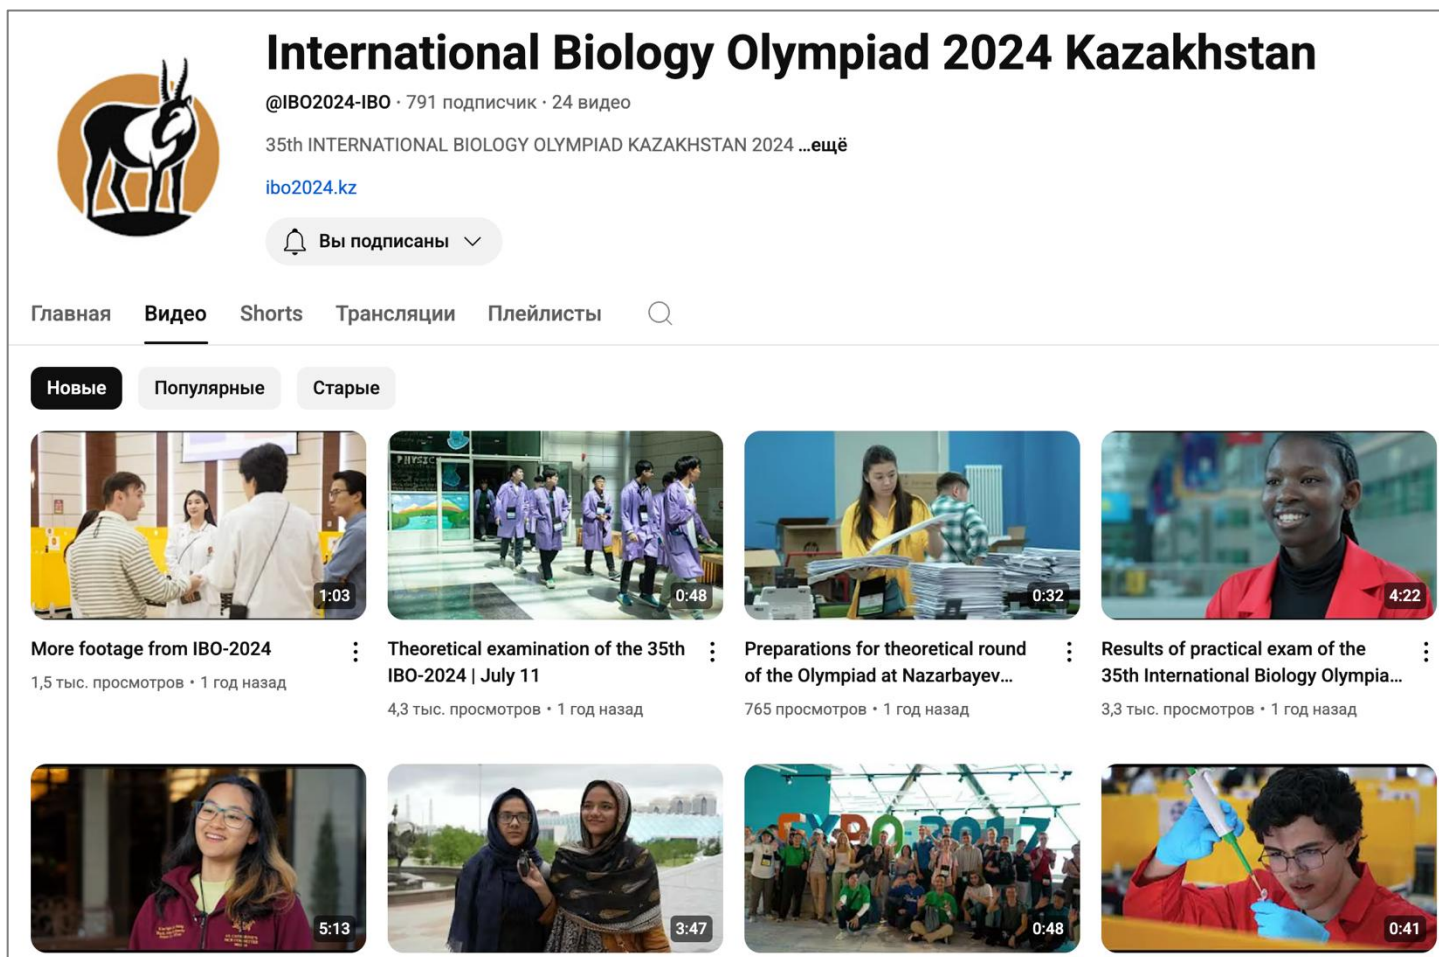 International Biology Olympiad 2024 Kazakhstan
@IBO2024-IBO · 791 подписчик · 24 видео
35th INTERNATIONAL BIOLOGY OLYMPIAD KAZAKHSTAN 2024 ...ещё
ibo2024.kz
Вы подписаны
Главная Видео Shorts Трансляции Плейлисты
Новые Популярные Старые
PHYSIC
1:03 0:48 0:32 4:22
More footage from IBO-2024
1,5 тыс. просмотров • 1 год назад
Theoretical examination of the 35th
IBO-2024 | July 11
4,3 тыс. просмотров • 1 год назад
Preparations for theoretical round
of the Olympiad at Nazarbayev...
765 просмотров • 1 год назад
Results of practical exam of the
35th International Biology Olympia...
3,3 тыс. просмотров • 1 год назад
EXPO-2017
5:13 3:47 0:48 0:41